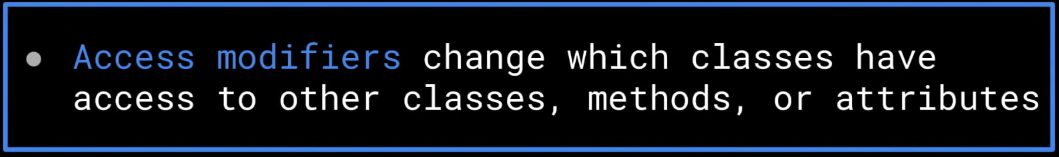 ● Access modifiers change which classes have
access to other classes, methods, or attributes